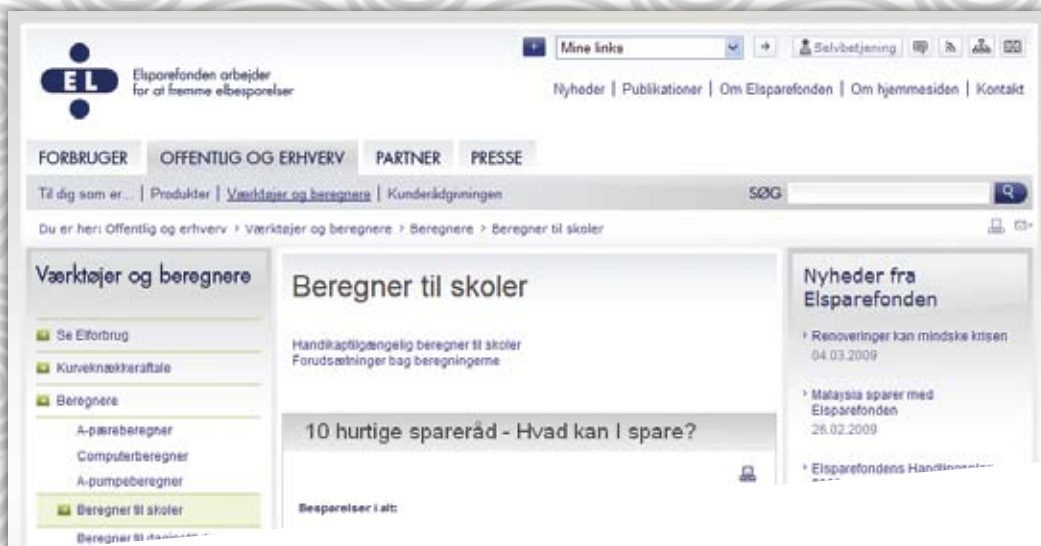 Mine links
Selvbetjening
EL
Elsparefonden arbejder
for at fremme elbesparelser
Nyheder | Publikationer | Om Elsparefonden | Om hjemmesiden | Kontakt
FORBRUGER OFFENTLIG OG ERHVERV PARTNER PRESSE
Til dig som er... | Produkter | Værktøjer og beregnere | Kunderådgivningen
SØG
Du er her: Offentlig og erhverv › Værktøjer og beregnere › Beregnere › Beregner til skoler
Værktøjer og beregnere
Se Elforbrug
Kurveknækkeraftale
Beregnere
A-pæreberegner
Computerberegner
A-pumpeberegner
Beregner til skoler
Beregner til
Beregner til skoler
Handikaptilgængelig beregner til skoler
Forudsætninger bag beregningerne
10 hurtige spareråd - Hvad kan I spare?
Besparelser i alt:
Nyheder fra
Elsparefonden
› Renoveringer kan mindske krisen
04.03.2009
› Malaysia sparer med
Elsparefonden
26.02.2009
› Elsparefondens